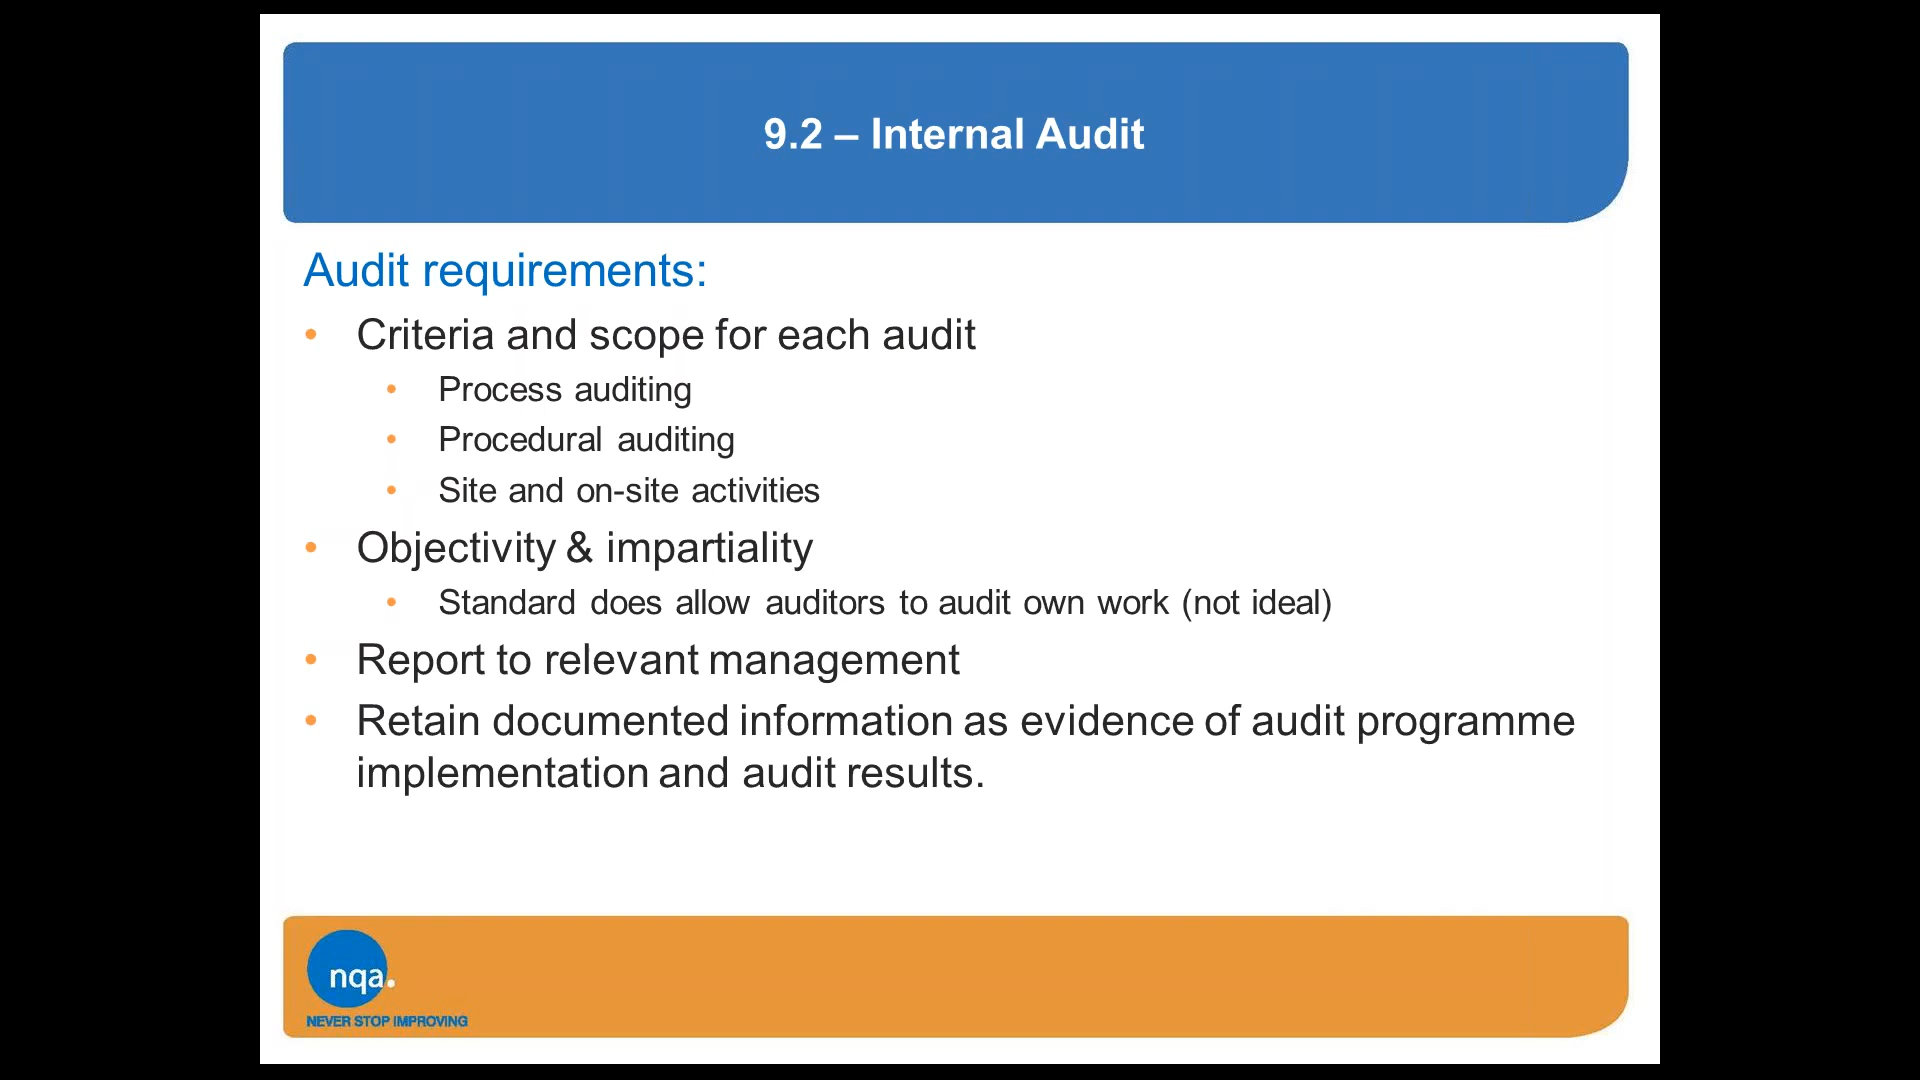 9.2 – Internal Audit
Audit requirements:
• Criteria and scope for each audit
• Process auditing
• Procedural auditing
• Site and on-site activities
• Objectivity & impartiality
• Standard does allow auditors to audit own work (not ideal)
• Report to relevant management
• Retain documented information as evidence of audit programme
implementation and audit results.
nqa.
NEVER STOP IMPROVING